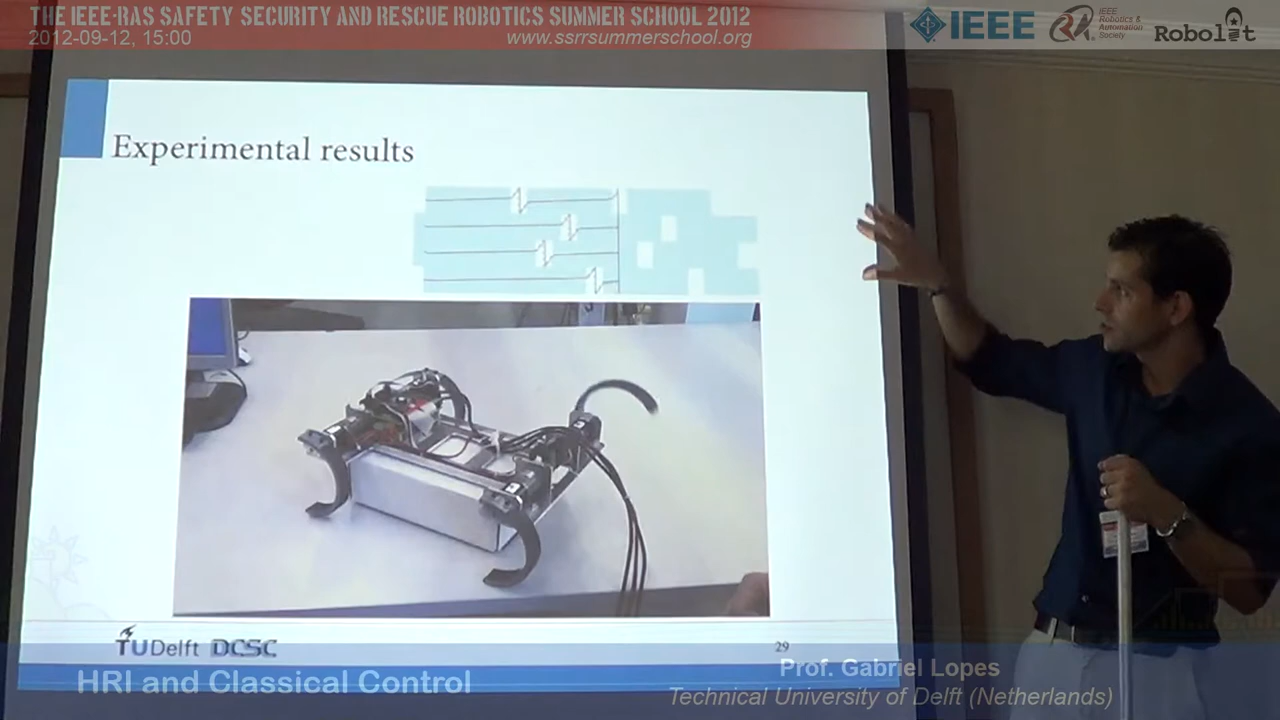 THE IEEE-RAS SAFETY SECURITY AND RESCUE ROBOTICS SUMMER SCHOOL 2012
2012-09-12, 15:00
www.ssrrsummerschool.org
IEEE
IEEE
Robotics &
Automation
Society
Robolit
Experimental results
TUDelft DCSC
29
HRI and Classical Control
Prof. Gabriel Lopes
Technical University of Delft (Netherlands)